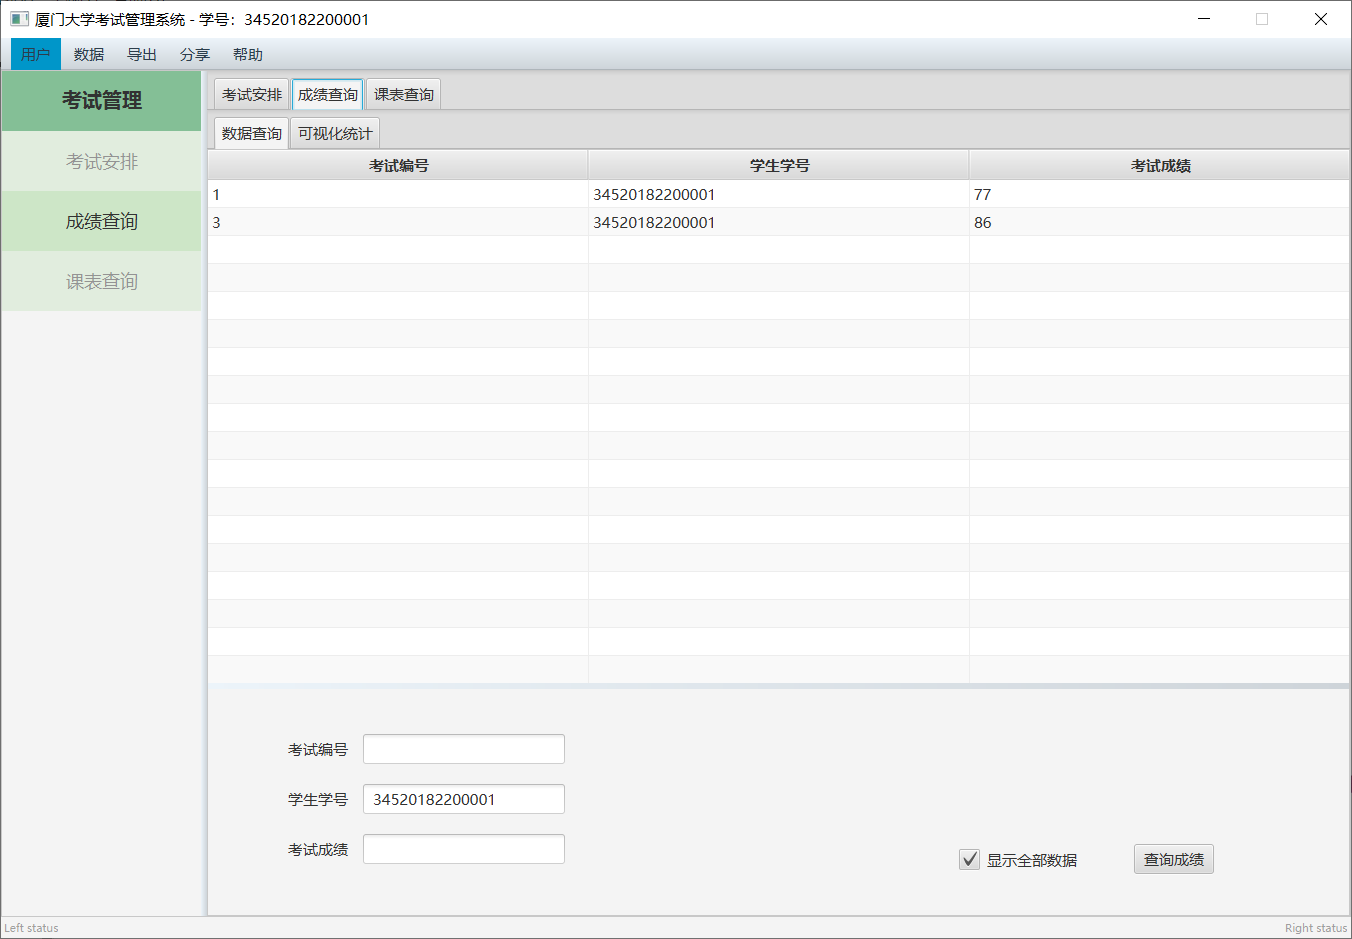 厦门大学考试管理系统 - 学号：34520182200001
用户 数据 导出 分享 帮助
考试管理
考试安排
成绩查询
课表查询
考试安排 成绩查询 课表查询
数据查询 可视化统计
考试编号 学生学号 考试成绩
1 34520182200001 77
3 34520182200001 86
考试编号
学生学号 34520182200001
考试成绩
显示全部数据 查询成绩
Left status Right status